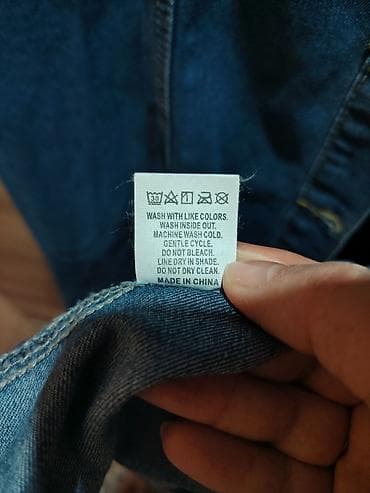 30
WASH WITH LIKE COLORS.
WASH INSIDE OUT.
MACHINE WASH COLD.
GENTLE CYCLE.
DO NOT BLEACH.
LINE DRY IN SHADE.
DO NOT DRY CLEAN.
MADE IN CHINA